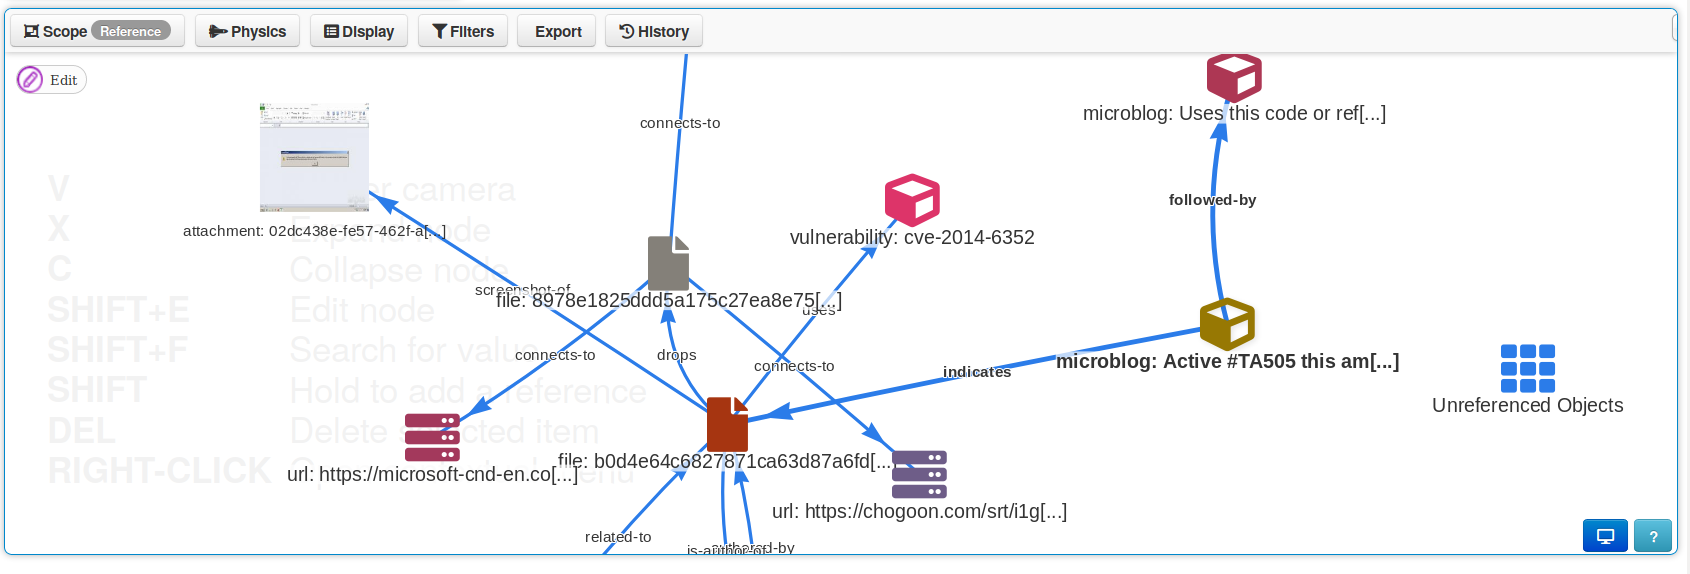 Scope Reference Physics Display Filters Export History
Edit
connects-to
microblog: Uses this code or ref[...]
V
camera
followed-by
attachment: 02dc438e-fe57-462f-a[...]
X Expand node
vulnerability: cve-2014-6352
C Collapse node
screenshot-of
file: 8978e1825ddd5a175c27ea8e75[...]
uses
SHIFT+E Edit node
SHIFT+F Search for value
connects-to
drops
connects-to
indicates
microblog: Active #TA505 this am[...]
SHIFT Hold to add a reference
Unreferenced Objects
DEL Delete selected item
file: b0d4e64c6827871ca63d87a6fd[...]
RIGHT-CLICK
url: https://microsoft-cnd-en.co[...]
url: https://chogoon.com/srt/i1g[...]
related-to
authored-by
is-author-of
?